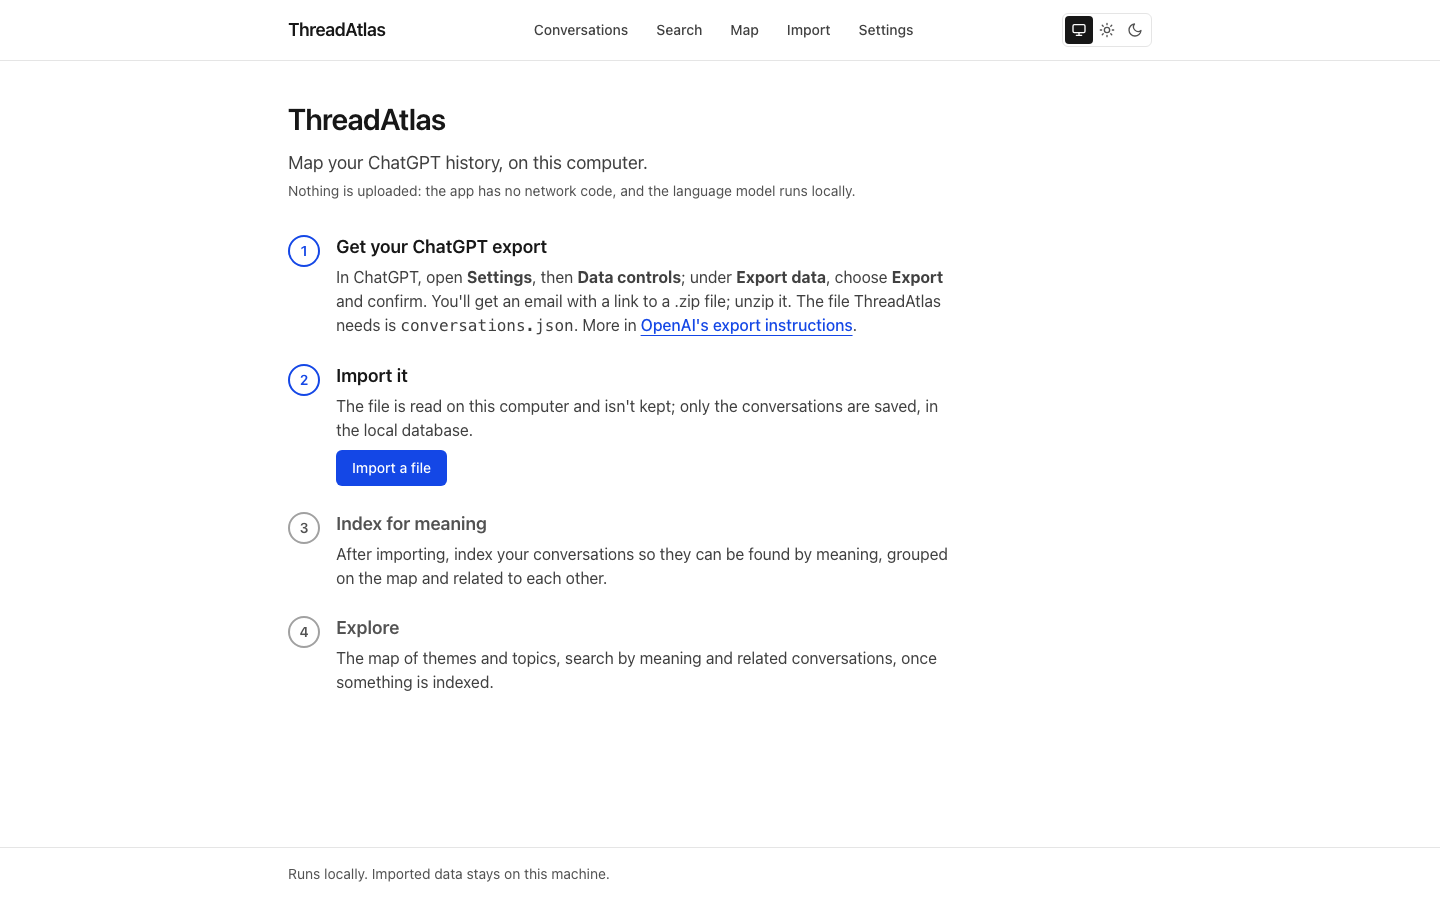 ThreadAtlas
Conversations
Search
Map
Import
Settings
ThreadAtlas
Map your ChatGPT history, on this computer.
Nothing is uploaded: the app has no network code, and the language model runs locally.
1
Get your ChatGPT export
In ChatGPT, open Settings, then Data controls; under Export data, choose Export
and confirm. You'll get an email with a link to a .zip file; unzip it. The file ThreadAtlas
needs is conversations.json. More in OpenAI's export instructions.
2
Import it
The file is read on this computer and isn't kept; only the conversations are saved, in
the local database.
Import a file
3
Index for meaning
After importing, index your conversations so they can be found by meaning, grouped
on the map and related to each other.
4
Explore
The map of themes and topics, search by meaning and related conversations, once
something is indexed.
Runs locally. Imported data stays on this machine.